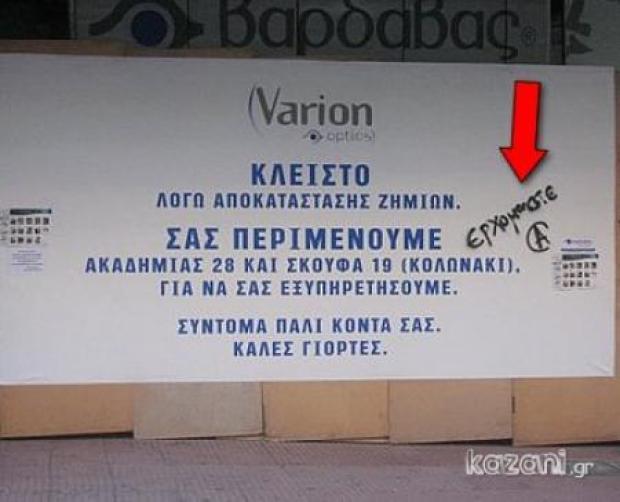 Βαρδαβας®
Varion
optics
ΚΛΕΙΣΤΟ
ΛΟΓΩ ΑΠΟΚΑΤΑΣΤΑΣΗΣ ΖΗΜΙΩΝ.
ΣΑΣ ΠΕΡΙΜΕΝΟΥΜΕ
ερχόμαστε
Α
ΑΚΑΔΗΜΙΑΣ 28 ΚΑΙ ΣΚΟΥΦΑ 19 (ΚΟΛΩΝΑΚΙ),
ΓΙΑ ΝΑ ΣΑΣ ΕΞΥΠΗΡΕΤΗΣΟΥΜΕ.
ΣΥΝΤΟΜΑ ΠΑΛΙ ΚΟΝΤΑ ΣΑΣ.
ΚΑΛΕΣ ΓΙΟΡΤΕΣ.
kazani.gr